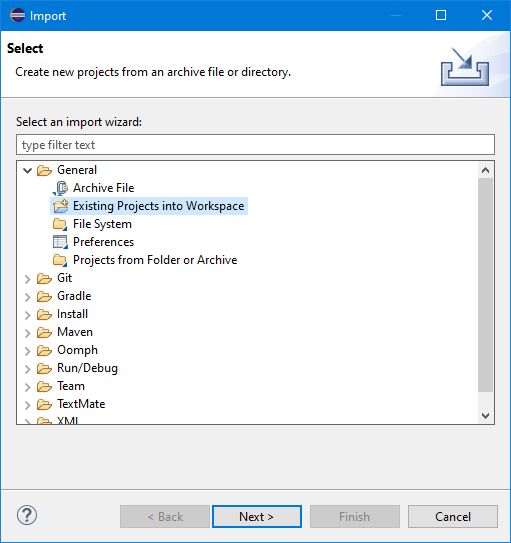 Import
Select
Create new projects from an archive file or directory.
Select an import wizard:
type filter text
General
Archive File
Existing Projects into Workspace
File System
Preferences
Projects from Folder or Archive
Git
Gradle
Install
Maven
Oomph
Run/Debug
Team
TextMate
XML
?
< Back
Next >
Finish
Cancel